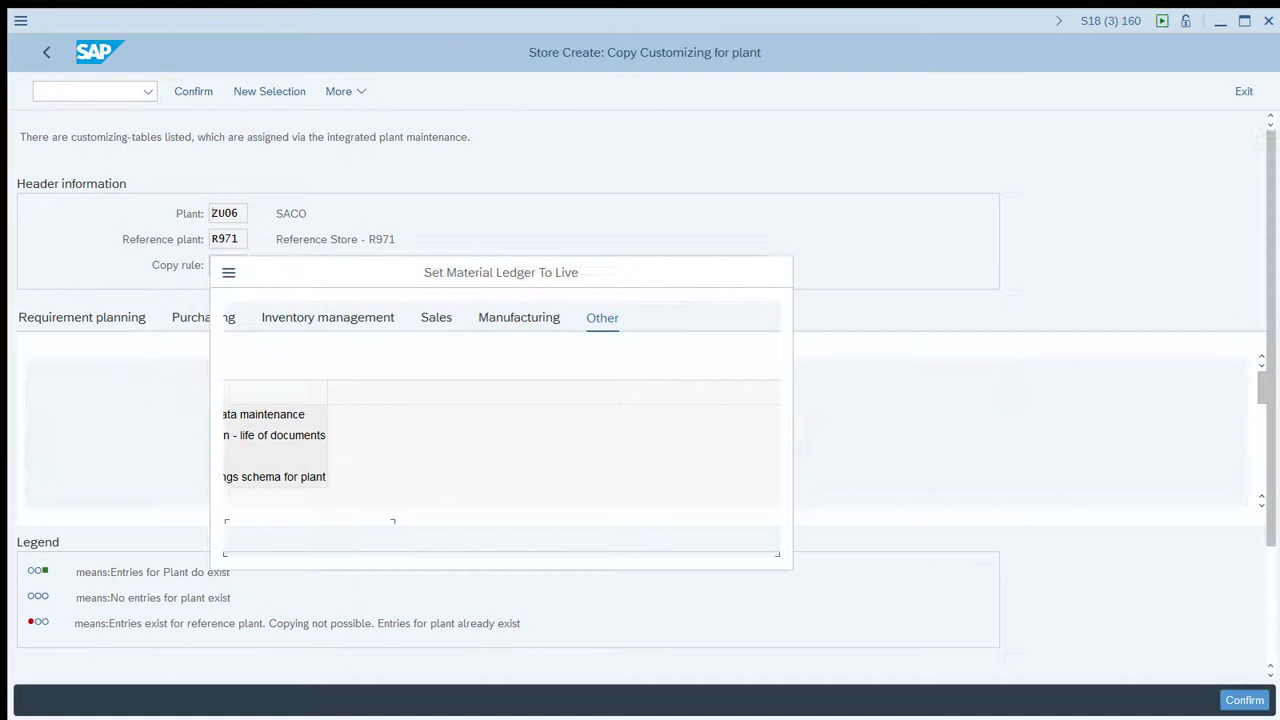 S18 (3) 160
SAP
Store Create: Copy Customizing for plant
Confirm
New Selection
More
Exit
There are customizing-tables listed, which are assigned via the integrated plant maintenance.
Header information
Plant: ZU06 SACO
Reference plant: R971 Reference Store - R971
Copy rule:
Set Material Ledger To Live
Requirement planning Purchasing Inventory management Sales Manufacturing Other
ata maintenance
n - life of documents
ngs schema for plant
Legend
means:Entries for Plant do exist
means:No entries for plant exist
means:Entries exist for reference plant. Copying not possible. Entries for plant already exist
Confirm